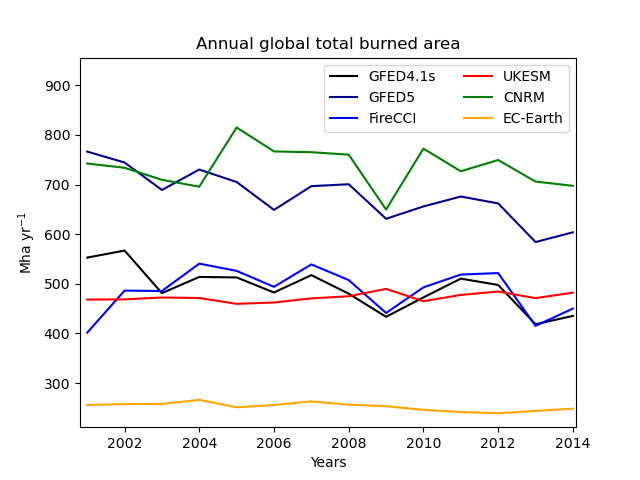 Annual global total burned area
900
800
700
600
500
400
300
Mha yr⁻¹
GFED4.1s
GFED5
FireCCI
UKESM
CNRM
EC-Earth
2002 2004 2006 2008 2010 2012 2014
Years